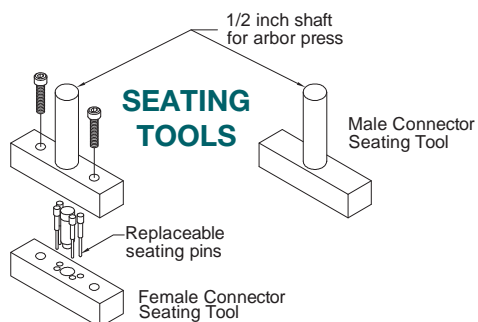 1/2 inch shaft
for arbor press
SEATING
TOOLS
Male Connector
Seating Tool
Replaceable
seating pins
Female Connector
Seating Tool